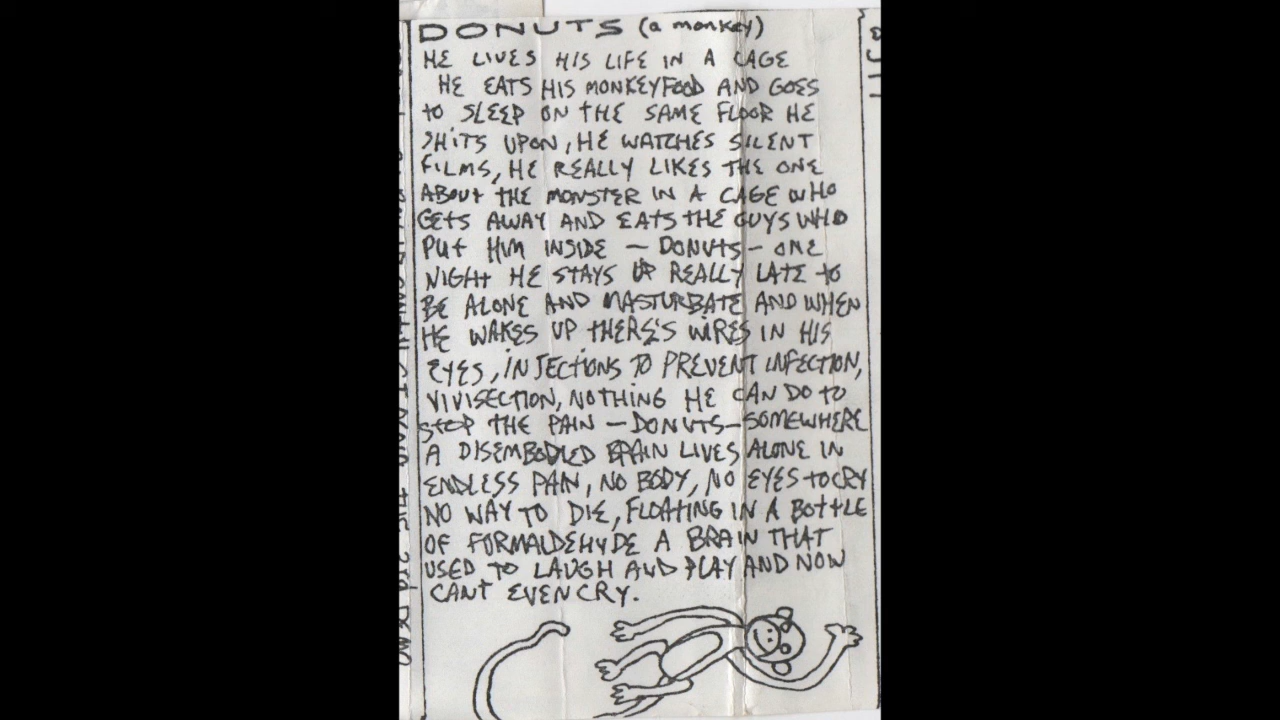 DONUTS (a monkey)
HE LIVES HIS LIFE IN A CAGE
HE EATS HIS MONKEYFOOD AND GOES
to SLEEP ON tHE SAME FLOOR HE
SHiTS UPON, HE WATCHES SILENT
FILMS, HE REALLY LIKES THE ONE
ABOUt THE MONSTER IN A CAGE WHO
GEtS AWAY AND EATS tHE GUYS WHO
PUt HIM INSIDE - DONUtS - ONE
NIGHt HE STAYS UP REALLY LATE to
BE ALONE AND MASTURBATE AND WHEN
HE WAKES UP THERE'S WIRES IN HIS
EYES, INJECtIONS TO PREVENT INFECTION,
VIVISECTION, NOTHING HE CAN DO to
StOP THE PAIN - DONUTS - SOMEWHERE
A DISEMBODIED BRAIN LIVES ALONE IN
ENDLESS PAIN, NO BODY, NO EYES tO CRY
NO WAY TO DIE, FLOATING IN A BOttLE
OF FORMALDEHYDE A BRAIN THAT
USED TO LAUGH AND PLAY AND NOW
CANT EVEN CRY.